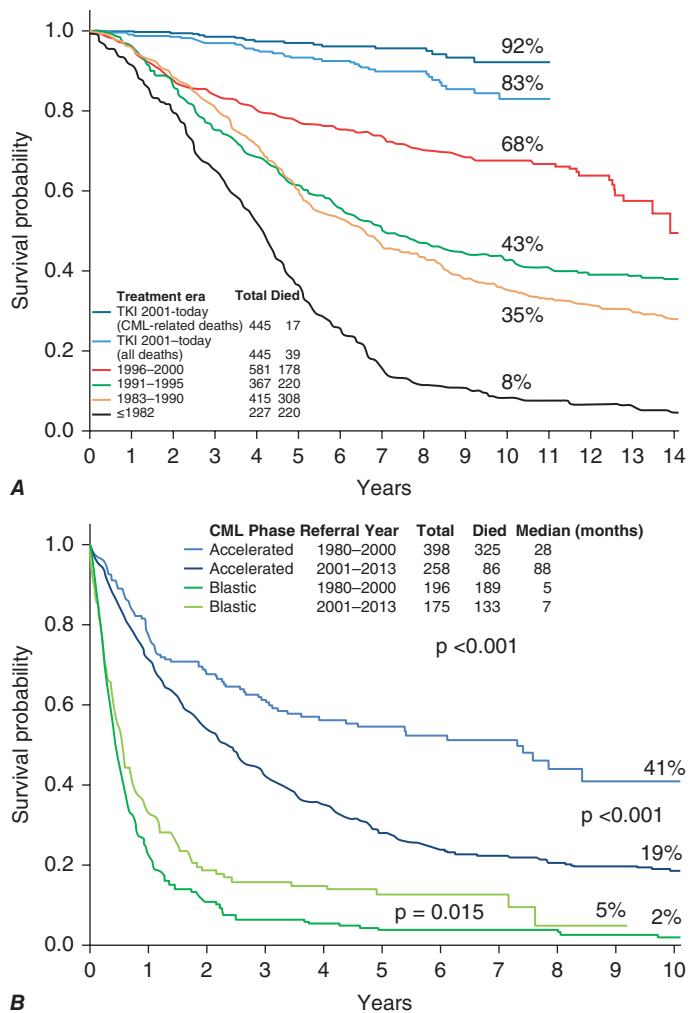 1.0
0.8
0.6
0.4
0.2
0.0
Survival probability
92%
83%
68%
43%
35%
8%
Treatment era Total Died
TKI 2001-today
(CML-related deaths) 445 17
TKI 2001–today
(all deaths) 445 39
1996–2000 581 178
1991–1995 367 220
1983–1990 415 308
≤1982 227 220
0 1 2 3 4 5 6 7 8 9 10 11 12 13 14
Years
A
1.0
0.8
0.6
0.4
0.2
0.0
Survival probability
CML Phase Referral Year Total Died Median (months)
Accelerated 1980–2000 398 325 28
Accelerated 2001–2013 258 86 88
Blastic 1980–2000 196 189 5
Blastic 2001–2013 175 133 7
p <0.001
41%
p <0.001
19%
p = 0.015
5%
2%
0 1 2 3 4 5 6 7 8 9 10
Years
B